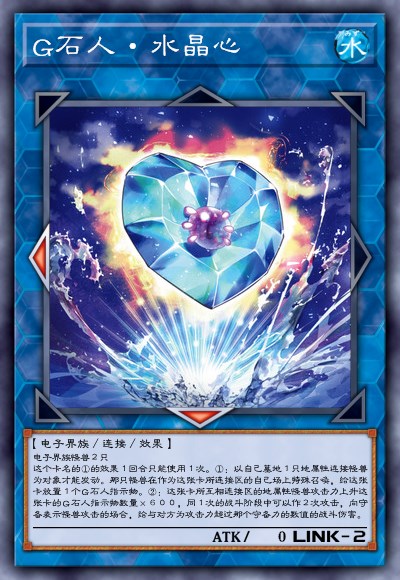 G石人·水晶心
水
【电子界族／连接／效果】
电子界族怪兽２只
这个卡名的①的效果１回合只能使用１次。①：以自己墓地１只地属性连接怪兽
为对象才能发动。那只怪兽在作为这张卡所连接区的自己场上特殊召唤，给这张
卡放置１个G石人指示物。②：这张卡所互相连接区的地属性怪兽攻击力上升这
张卡的G石人指示物数量×６００，同１次的战斗阶段中可以作２次攻击，向守
备表示怪兽攻击的场合，给与对方为攻击力超过那个守备力的数值的战斗伤害。
ATK/ 0 LINK-2